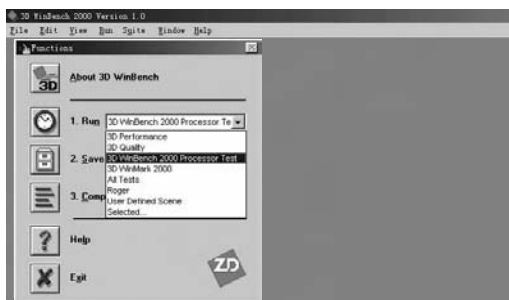 3D WinBench 2000 Version 1.0
File Edit View Run Suite Window Help
Functions
3D
About 3D WinBench
1. Run 3D WinBench 2000 Processor Te
3D Performance
3D Quality
2. Save 3D WinBench 2000 Processor Test
3D WinMark 2000
All Tests
Roger
3. Comp User Defined Scene
Selected...
Help
Exit
ZD